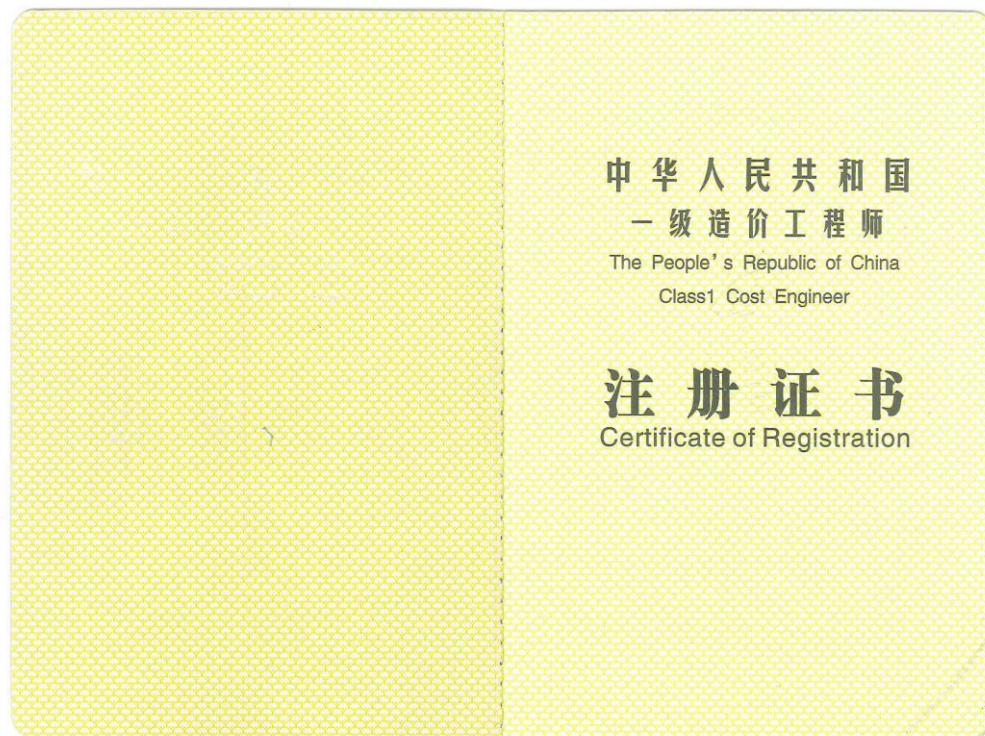 中华人民共和国
一级造价工程师
The People's Republic of China
Class1 Cost Engineer
注册证书
Certificate of Registration